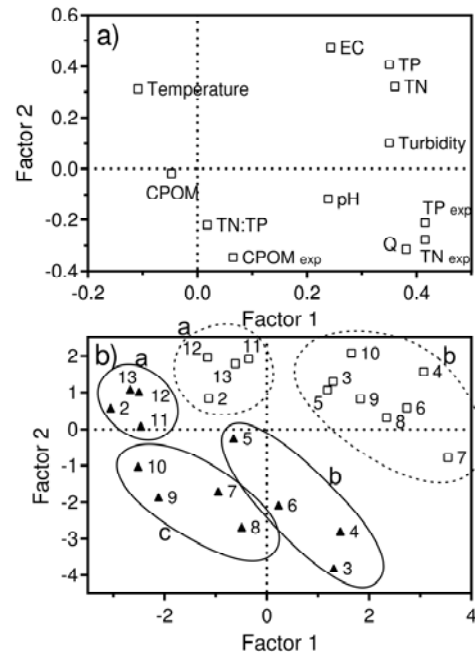 a)
0.6
EC
TP
0.4
Temperature
TN
0.2
Turbidity
Factor 2
0.0
CPOM
pH
TP exp
-0.2
TN:TP
CPOM exp
Q
TN exp
-0.4
-0.2 0.0 0.2 0.4
Factor 1
b)
a
a
b
2
12
11
10
4
13
12
13
3
1
5
9
6
2
2
8
0
11
7
5
-1
10
7
b
Factor 2
-2
9
6
8
4
-3
c
3
-4
-2 0 2 4
Factor 1